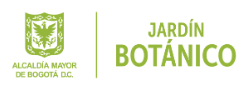 ALCALDÍA MAYOR
DE BOGOTÁ D.C.
JARDÍN
BOTÁNICO